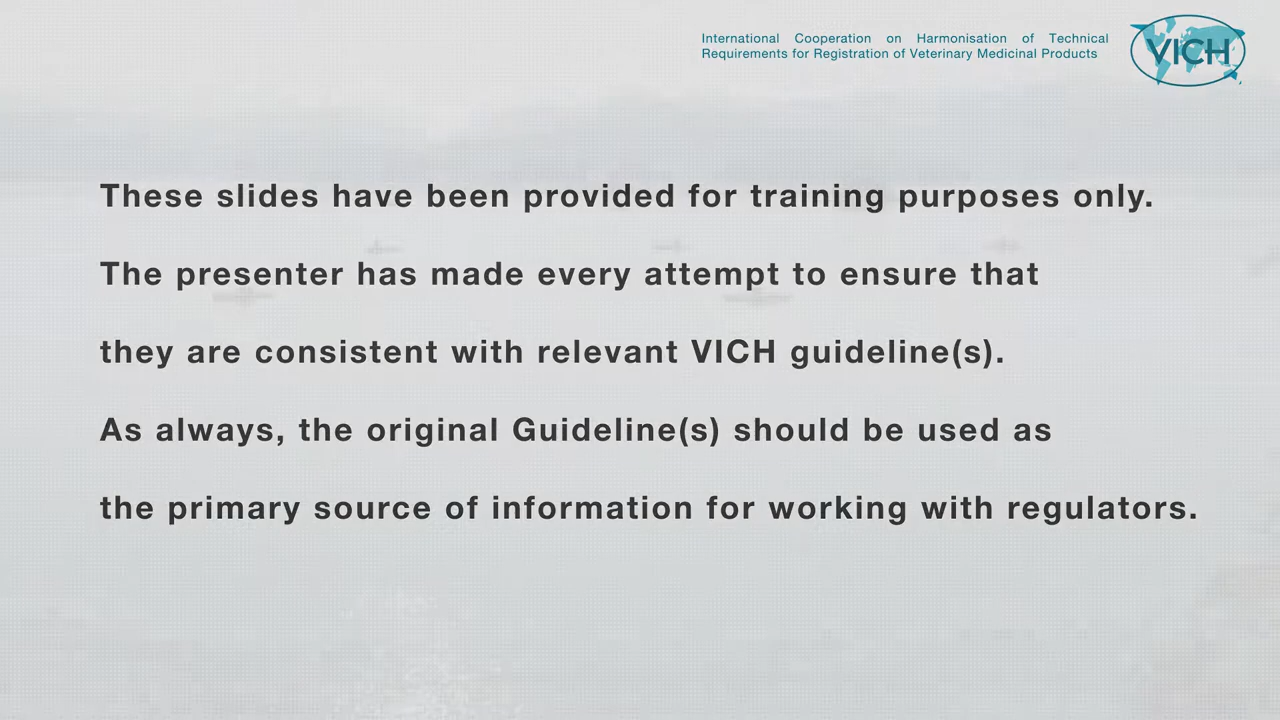 International Cooperation on Harmonisation of Technical
Requirements for Registration of Veterinary Medicinal Products
VICH
These slides have been provided for training purposes only.
The presenter has made every attempt to ensure that
they are consistent with relevant VICH guideline(s).
As always, the original Guideline(s) should be used as
the primary source of information for working with regulators.